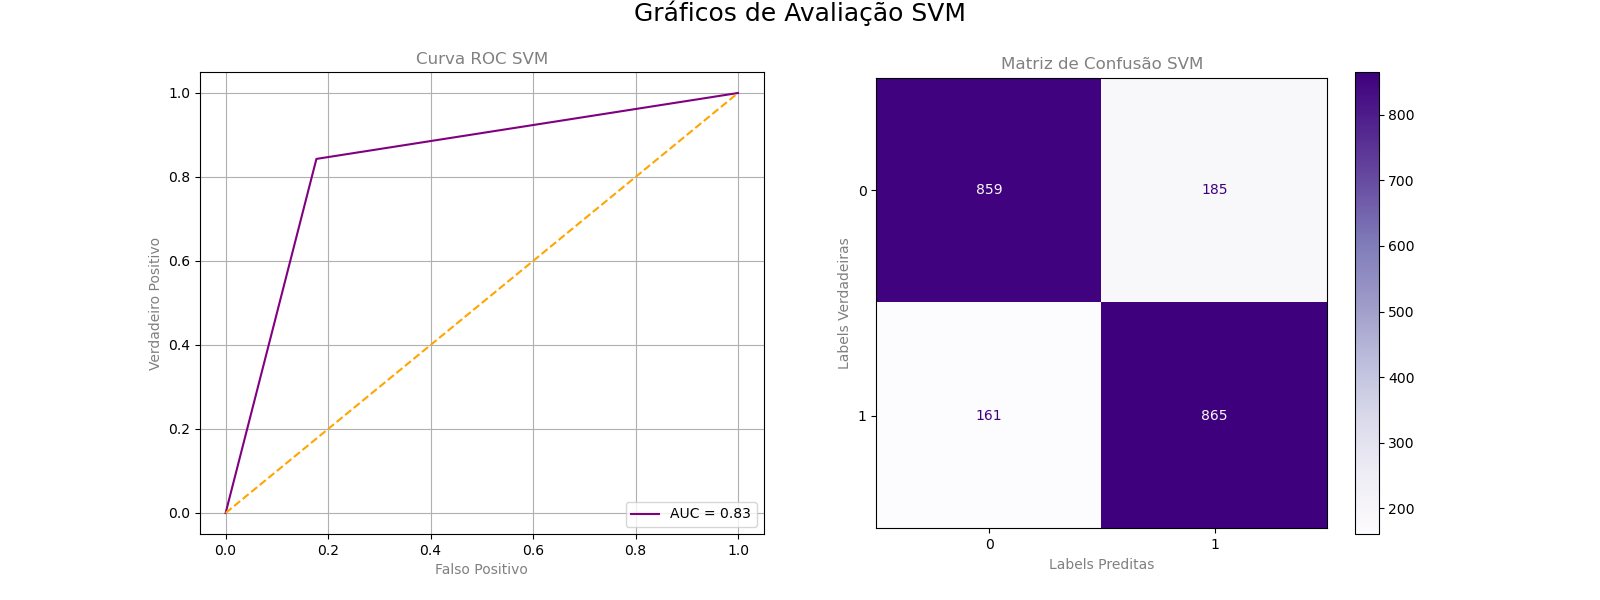 Gráficos de Avaliação SVM
Curva ROC SVM
Verdadeiro Positivo
1.0
0.8
0.6
0.4
0.2
0.0
AUC = 0.83
0.0 0.2 0.4 0.6 0.8 1.0
Falso Positivo
Matriz de Confusão SVM
Labels Verdadeiras
0 859 185
1 161 865
0 1
Labels Preditas
800
700
600
500
400
300
200